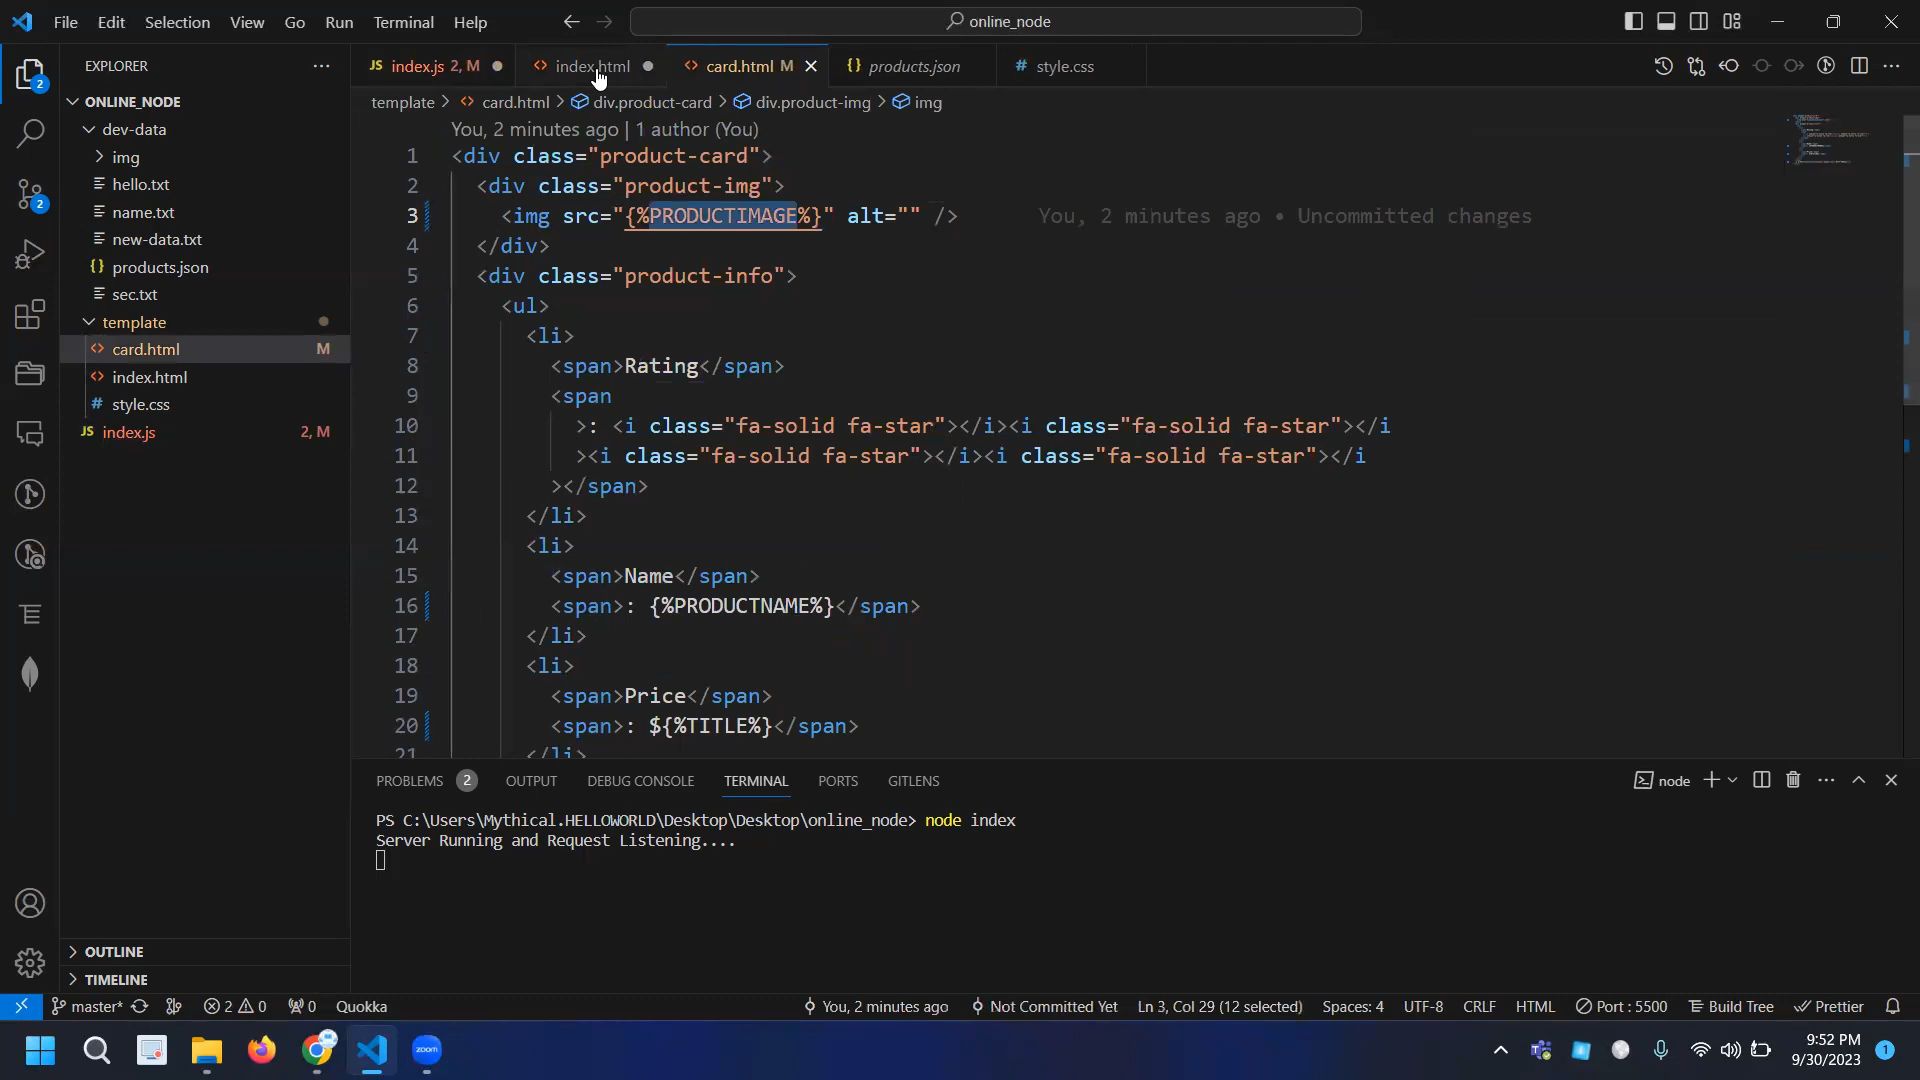 File Edit Selection View Go Run Terminal Help
online_node
EXPLORER
ONLINE_NODE
dev-data
img
hello.txt
name.txt
new-data.txt
products.json
sec.txt
template
card.html M
index.html
style.css
JS index.js 2, M
OUTLINE
TIMELINE
JS index.js 2, M index.html card.html M {} products.json # style.css
template > card.html > div.product-card > div.product-img > img
You, 2 minutes ago | 1 author (You)
1 <div class="product-card">
2 <div class="product-img">
3 <img src="{%PRODUCTIMAGE%}" alt="" /> You, 2 minutes ago • Uncommitted changes
4 </div>
5 <div class="product-info">
6 <ul>
7 <li>
8 <span>Rating</span>
9 <span
10 >: <i class="fa-solid fa-star"></i><i class="fa-solid fa-star"></i
11 ><i class="fa-solid fa-star"></i><i class="fa-solid fa-star"></i
12 ></span>
13 </li>
14 <li>
15 <span>Name</span>
16 <span>: {%PRODUCTNAME%}</span>
17 </li>
18 <li>
19 <span>Price</span>
20 <span>: ${%TITLE%}</span>
21 </li>
PROBLEMS 2 OUTPUT DEBUG CONSOLE TERMINAL PORTS GITLENS
node
PS C:\Users\Mythical.HELLOWORLD\Desktop\Desktop\online_node> node index
Server Running and Request Listening....
master* 2 0 0 Quokka You, 2 minutes ago Not Committed Yet Ln 3, Col 29 (12 selected) Spaces: 4 UTF-8 CRLF HTML Port : 5500 Build Tree Prettier
zoom
9:52 PM
9/30/2023
1